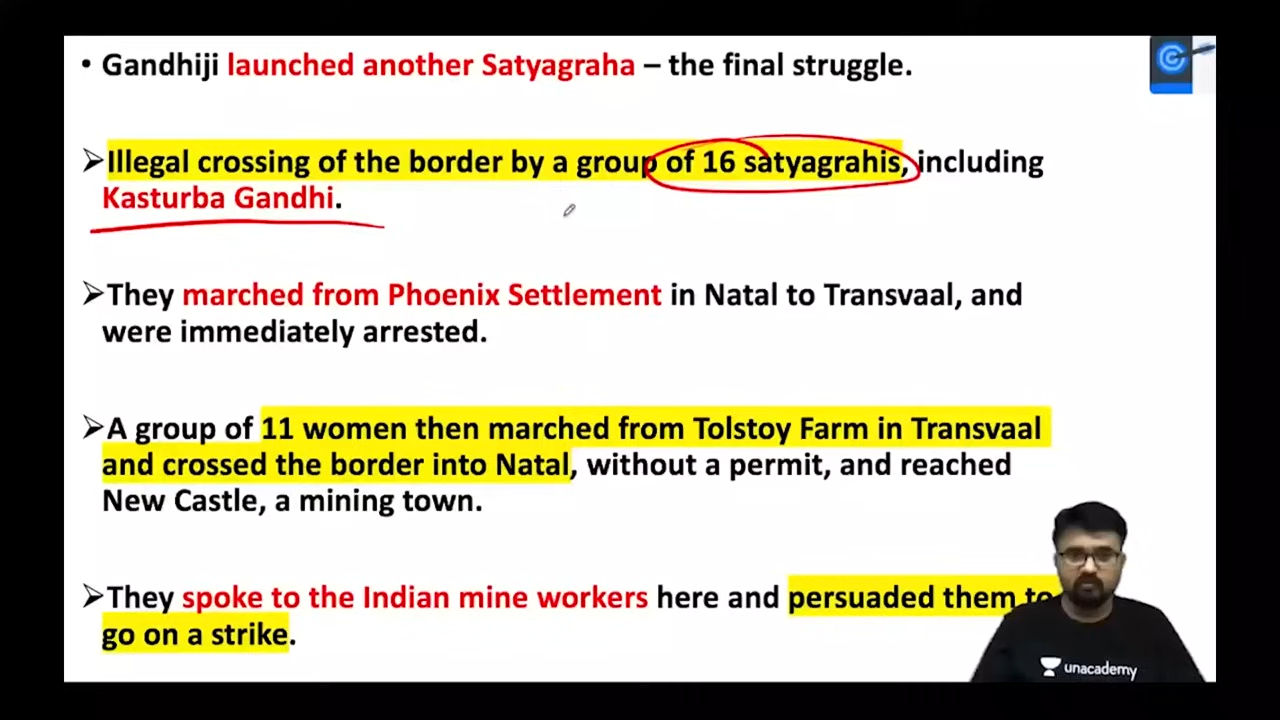 • Gandhiji launched another Satyagraha – the final struggle.
➢Illegal crossing of the border by a group of 16 satyagrahis, including
Kasturba Gandhi.
➢They marched from Phoenix Settlement in Natal to Transvaal, and
were immediately arrested.
➢A group of 11 women then marched from Tolstoy Farm in Transvaal
and crossed the border into Natal, without a permit, and reached
New Castle, a mining town.
➢They spoke to the Indian mine workers here and persuaded them to
go on a strike.
unacademy